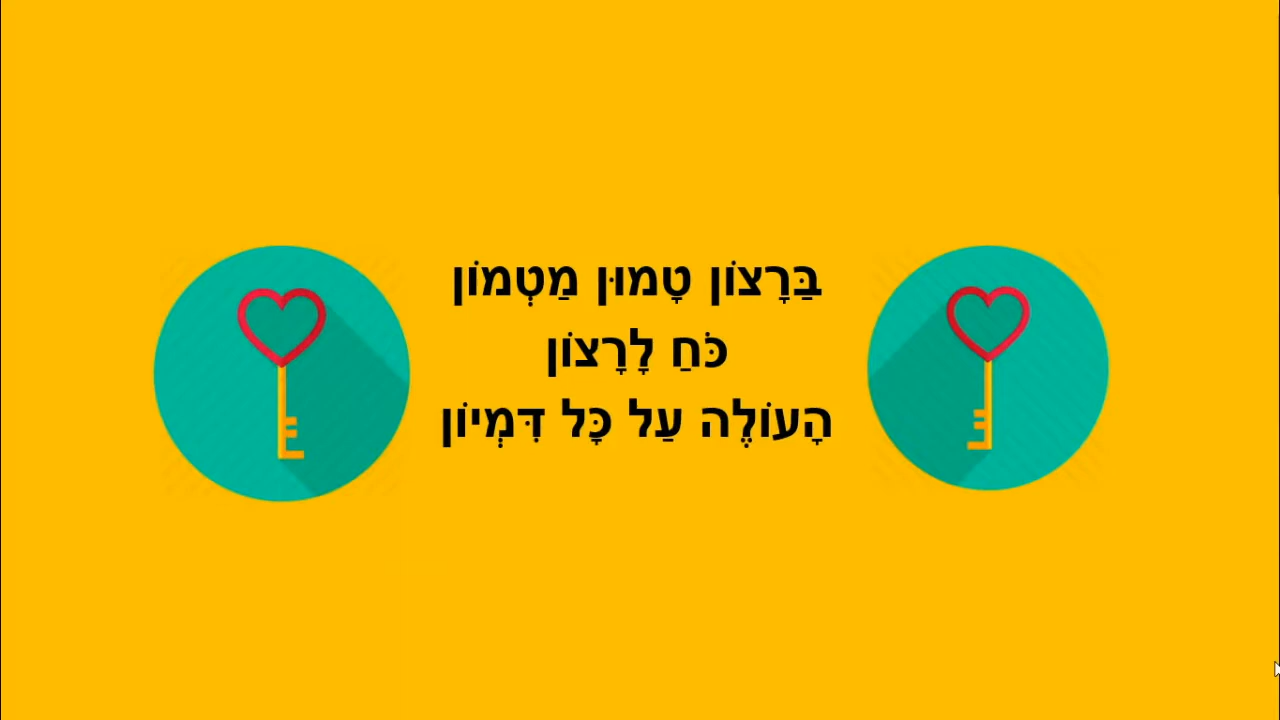 בַּרָצוֹן טָמוּן מַטְמוֹן
כֹּחַ לָרָצוֹן
הָעוֹלֶה עַל כָּל דִּמְיוֹן